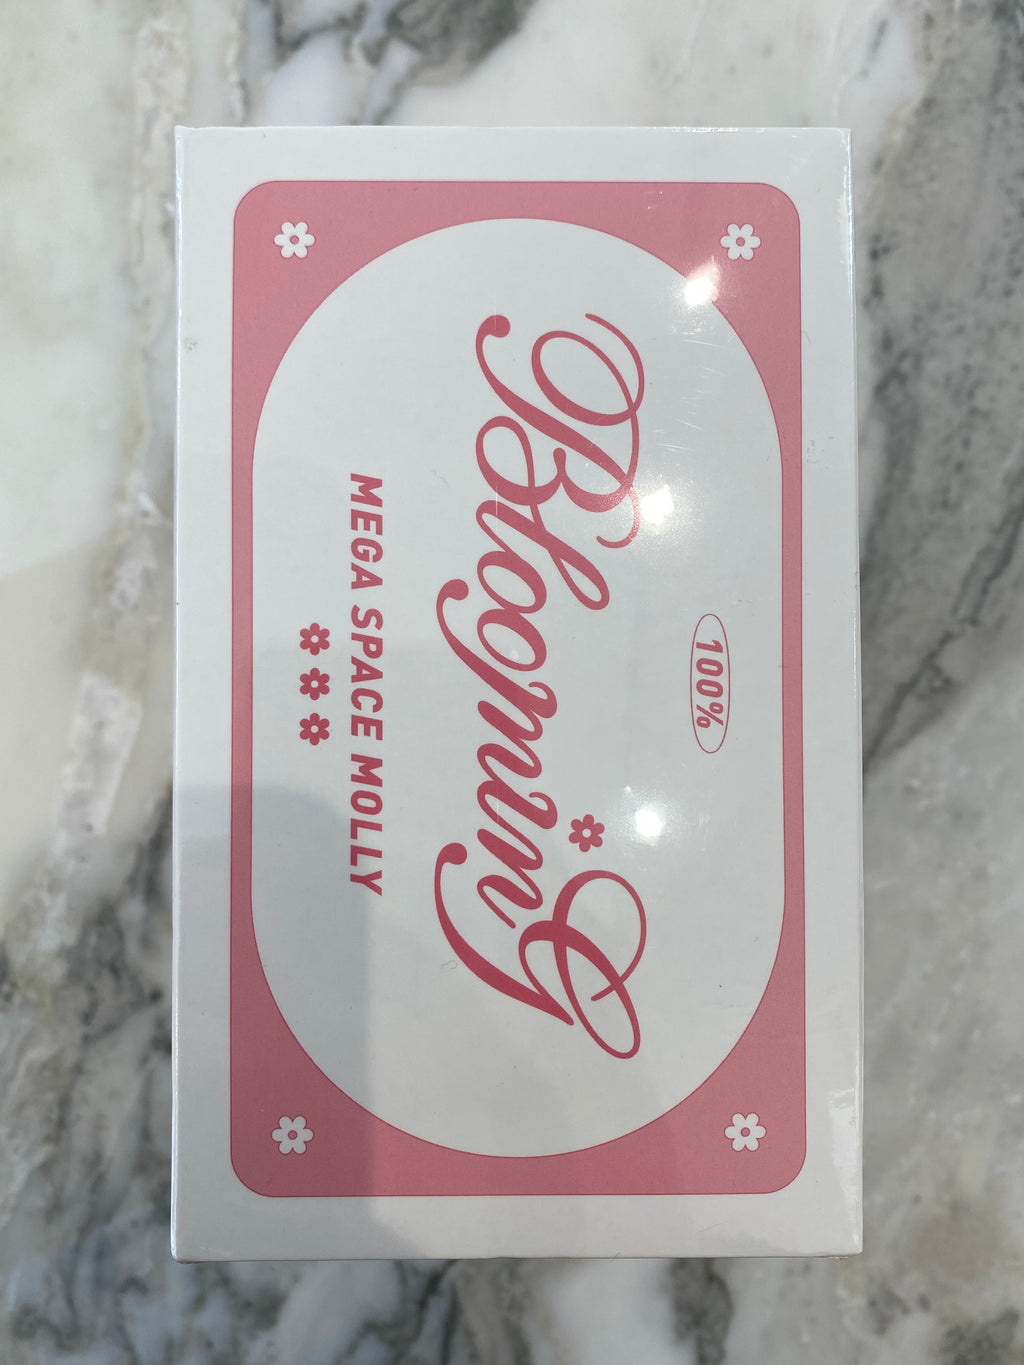 100%
Blooming
MEGA SPACE MOLLY